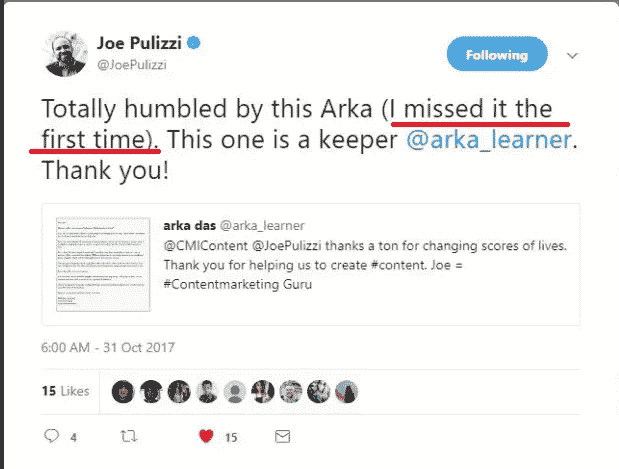 Joe Pulizzi
@JoePulizzi
Following
Totally humbled by this Arka (I missed it the
first time). This one is a keeper @arka_learner.
Thank you!
arka das @arka_learner
@CMIContent @JoePulizzi thanks a ton for changing scores of lives.
Thank you for helping us to create #content. Joe =
#Contentmarketing Guru
6:00 AM - 31 Oct 2017
15 Likes
4
15